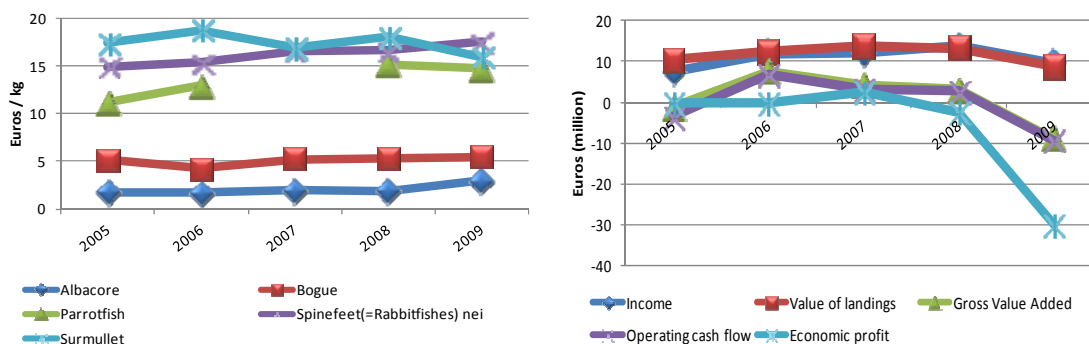 20
15
10
5
0
Euros / kg
2005 2006 2007 2008 2009
Albacore Bogue
Parrotfish Spinefeet(=Rabbitfishes) nei
Surmullet
20
10
0
-10
-20
-30
-40
Euros (million)
2005 2006 2007 2008 2009
Income Value of landings Gross Value Added
Operating cash flow Economic profit